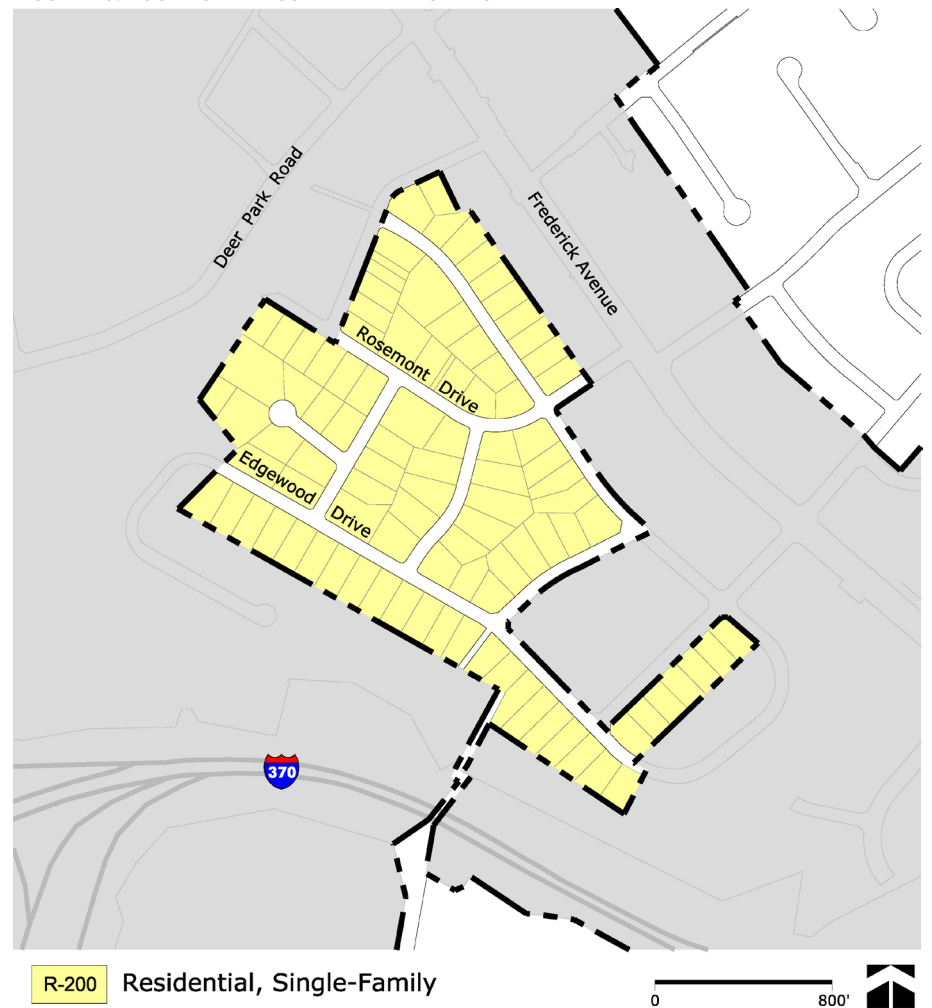 Deer Park Road
Frederick Avenue
Rosemont Drive
Edgewood Drive
370
R-200 Residential, Single-Family
0 800'